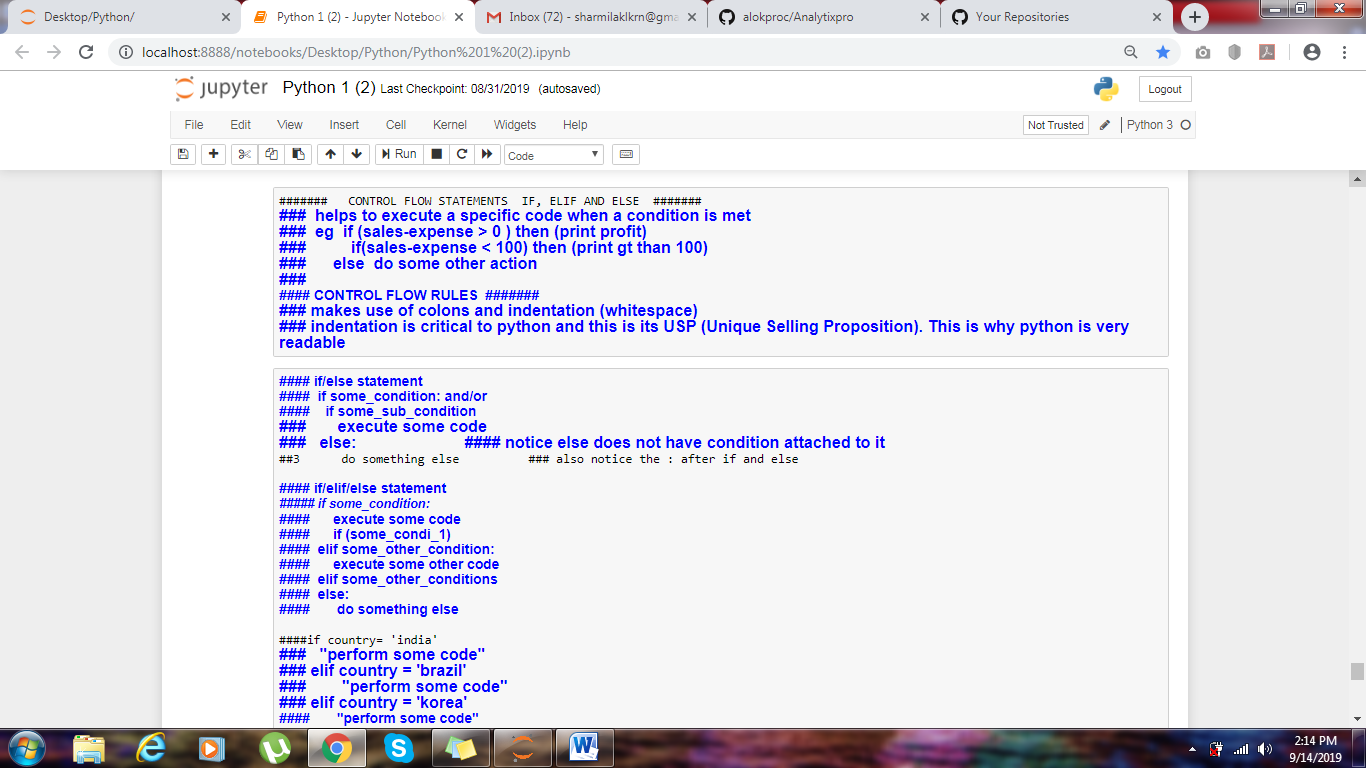 Desktop/Python/
Python 1 (2) - Jupyter Notebook
Inbox (72) - sharmilaklkrn@gma
alokproc/Analytixpro
Your Repositories
localhost:8888/notebooks/Desktop/Python/Python%201%20(2).ipynb
jupyter Python 1 (2) Last Checkpoint: 08/31/2019 (autosaved)
Logout
File Edit View Insert Cell Kernel Widgets Help
Not Trusted Python 3
Run Code
####### CONTROL FLOW STATEMENTS IF, ELIF AND ELSE #######
### helps to execute a specific code when a condition is met
### eg if (sales-expense > 0 ) then (print profit)
### if(sales-expense < 100) then (print gt than 100)
### else do some other action
###
#### CONTROL FLOW RULES #######
### makes use of colons and indentation (whitespace)
### indentation is critical to python and this is its USP (Unique Selling Proposition). This is why python is very
readable
#### if/else statement
#### if some_condition: and/or
#### if some_sub_condition
### execute some code
### else: #### notice else does not have condition attached to it
##3 do something else ### also notice the : after if and else
#### if/elif/else statement
##### if some_condition:
#### execute some code
#### if (some_condi_1)
#### elif some_other_condition:
#### execute some other code
#### elif some_other_conditions
#### else:
#### do something else
####if country= 'india'
### "perform some code"
### elif country = 'brazil'
### "perform some code"
### elif country = 'korea'
#### "perform some code"
2:14 PM
9/14/2019